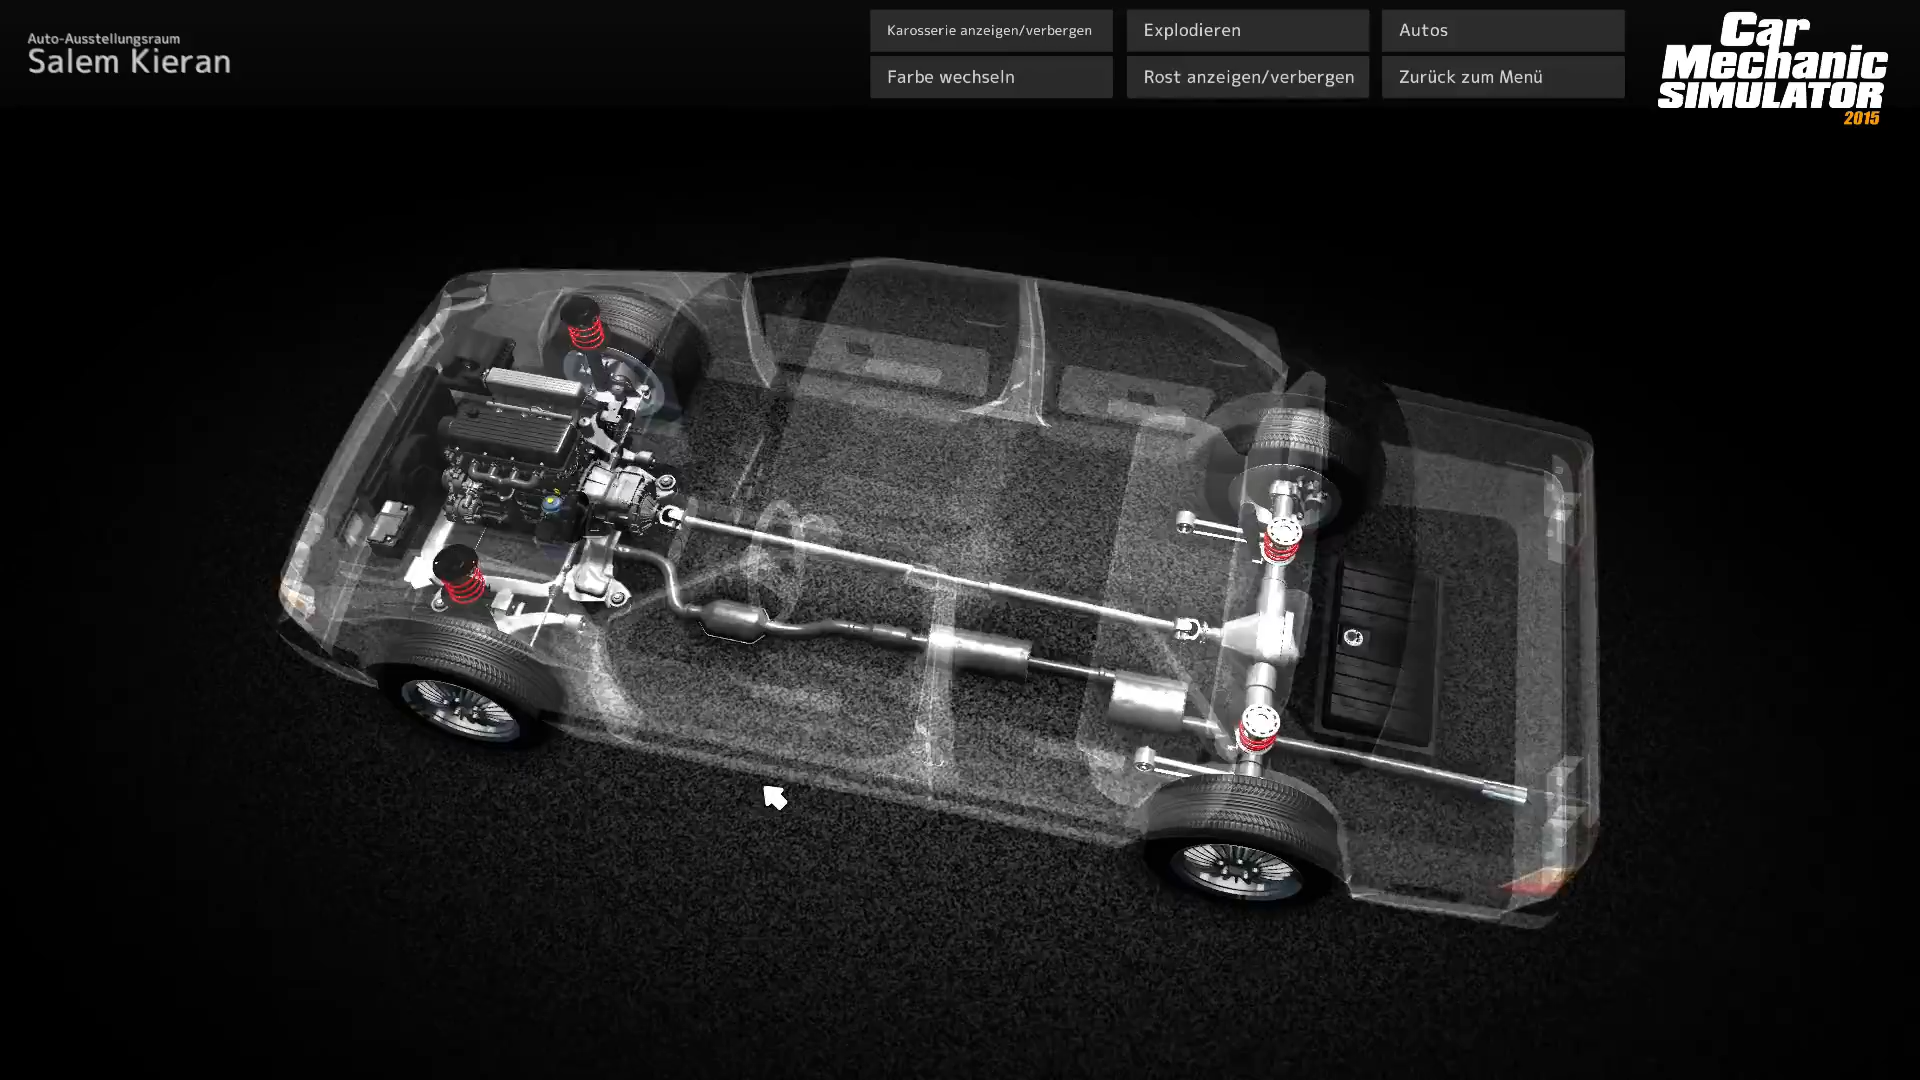 Auto-Ausstellungsraum
Salem Kieran
Karosserie anzeigen/verbergen
Explodieren
Autos
Farbe wechseln
Rost anzeigen/verbergen
Zurück zum Menü
Car
Mechanic
SIMULATOR
2015